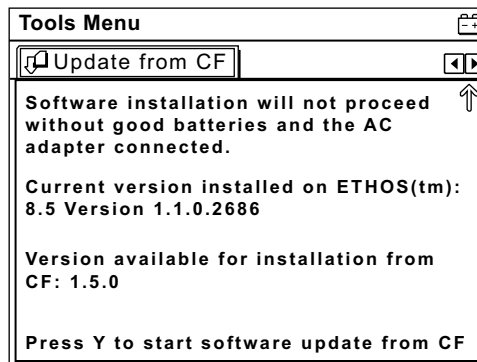 Tools Menu
Update from CF
Software installation will not proceed
without good batteries and the AC
adapter connected.
Current version installed on ETHOS(tm):
8.5 Version 1.1.0.2686
Version available for installation from
CF: 1.5.0
Press Y to start software update from CF